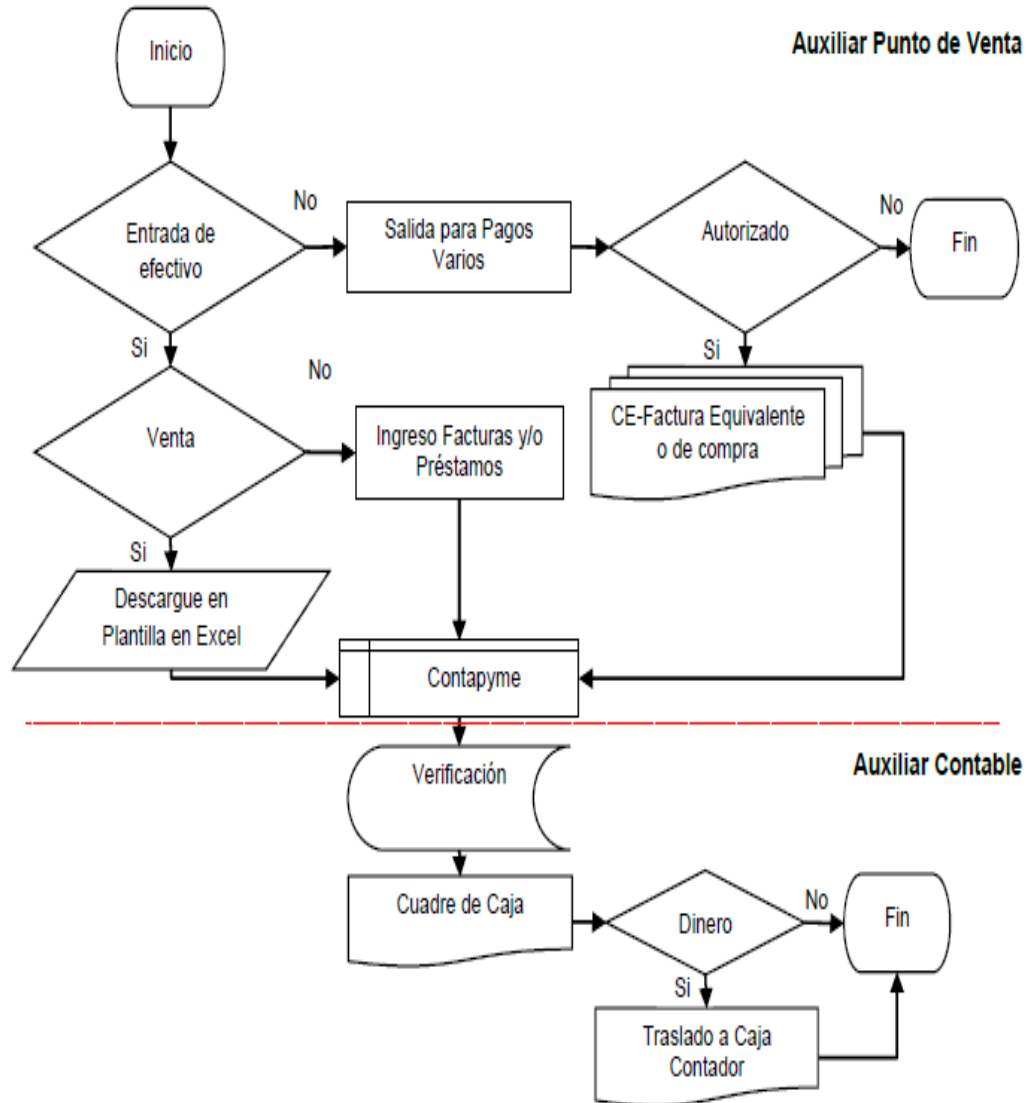 Inicio
Auxiliar Punto de Venta
Entrada de
efectivo
No
Salida para Pagos
Varios
Autorizado
No
Fin
Si
Si
Venta
No
Ingreso Facturas y/o
Préstamos
CE-Factura Equivalente
o de compra
Si
Descargue en
Plantilla en Excel
Contapyme
Verificación
Auxiliar Contable
Cuadre de Caja
Dinero
No
Fin
Si
Traslado a Caja
Contador